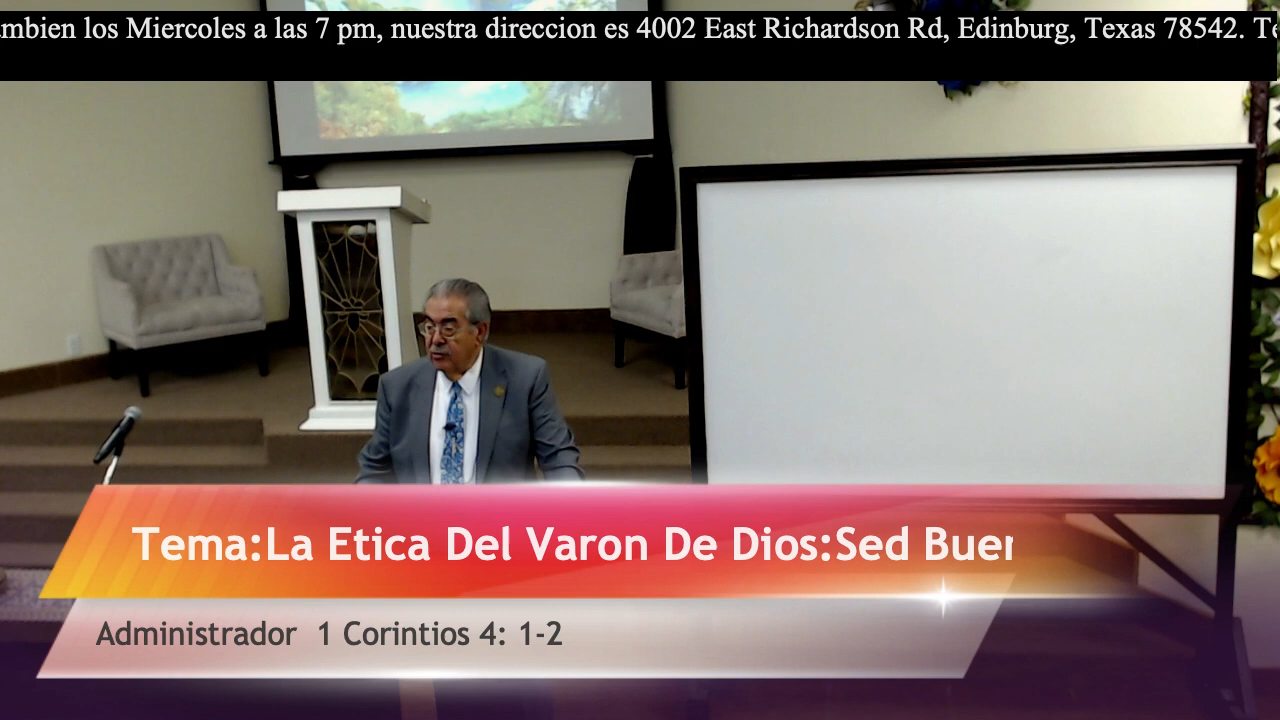 los Miercoles a las 7 pm, nuestra direccion es 4002 East Richardson Rd, Edinburg, Texas 78542.
Tema:La Etica Del Varon De Dios:Sed
Administrador 1 Corintios 4: 1-2